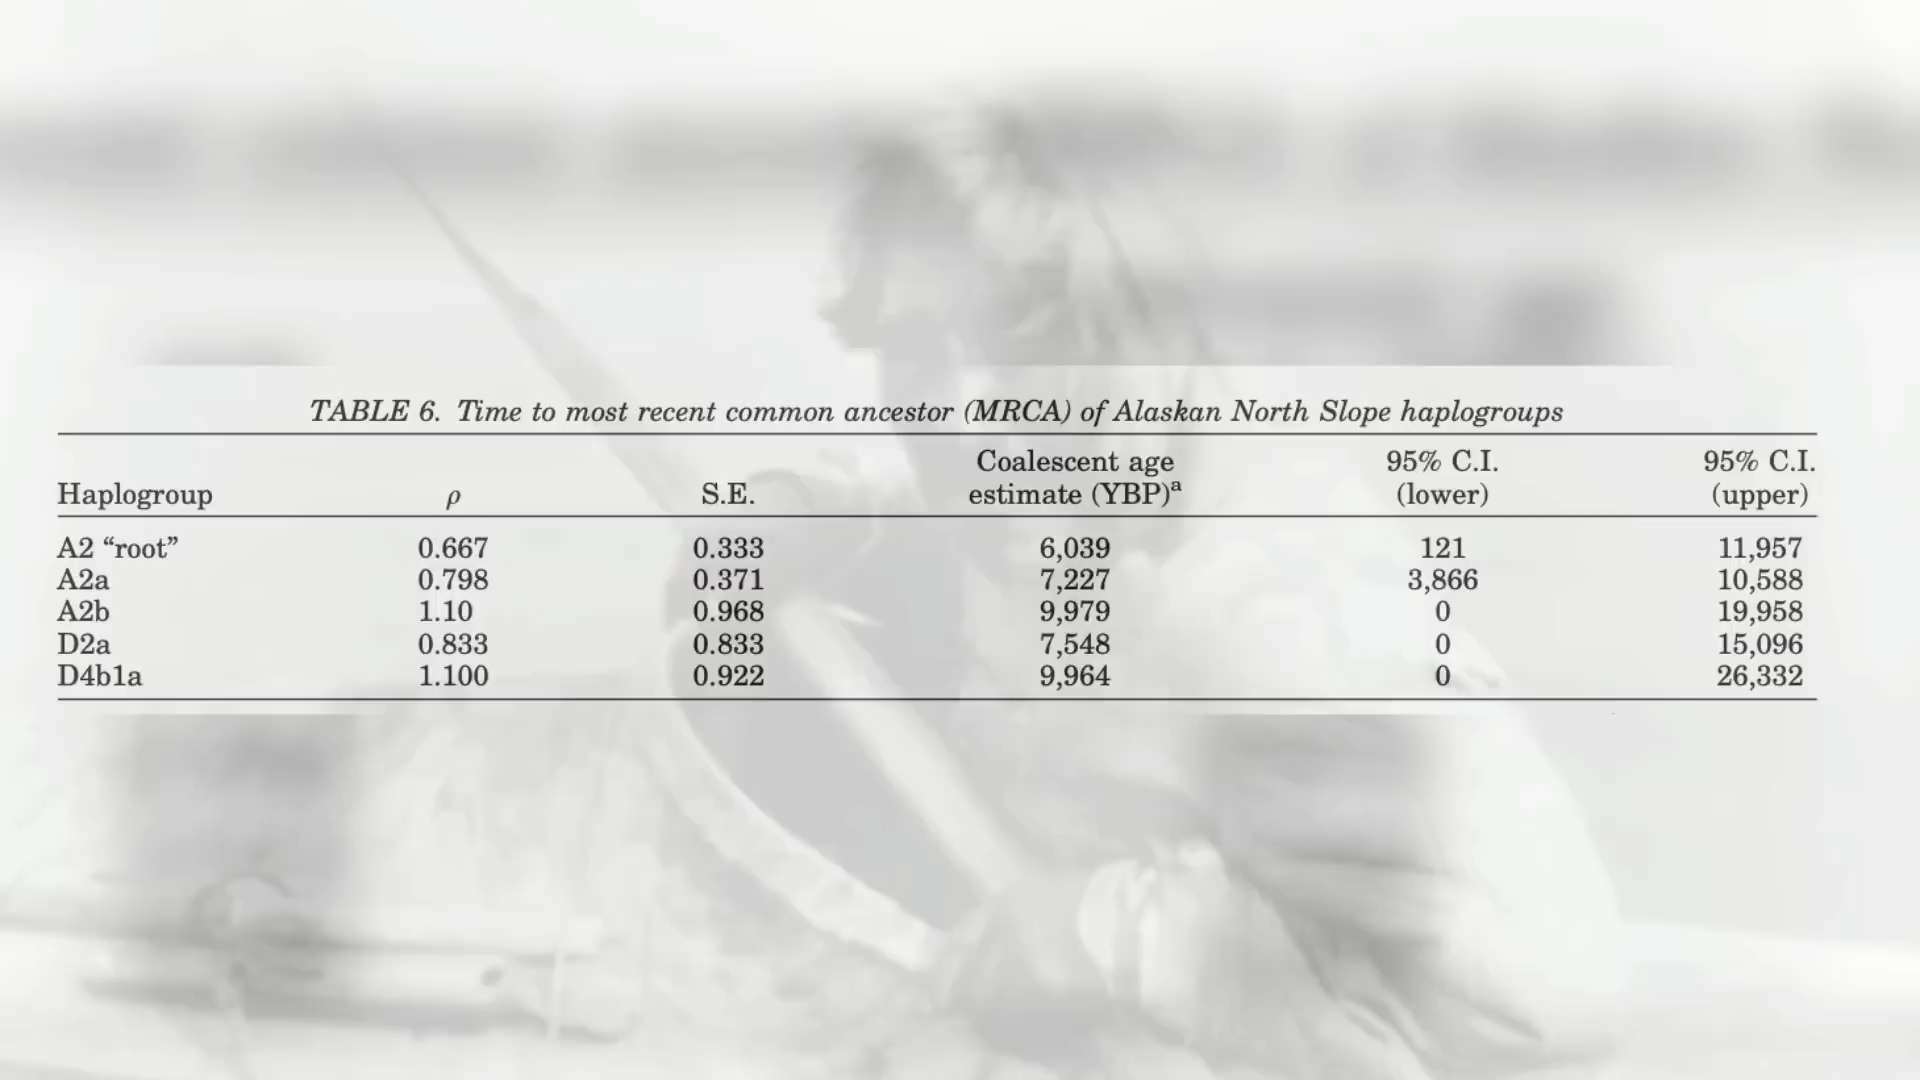 TABLE 6. Time to most recent common ancestor (MRCA) of Alaskan North Slope haplogroups
Haplogroup ρ S.E. Coalescent age estimate (YBP)ª 95% C.I. (lower) 95% C.I. (upper)
A2 “root” 0.667 0.333 6,039 121 11,957
A2a 0.798 0.371 7,227 3,866 10,588
A2b 1.10 0.968 9,979 0 19,958
D2a 0.833 0.833 7,548 0 15,096
D4b1a 1.100 0.922 9,964 0 26,332